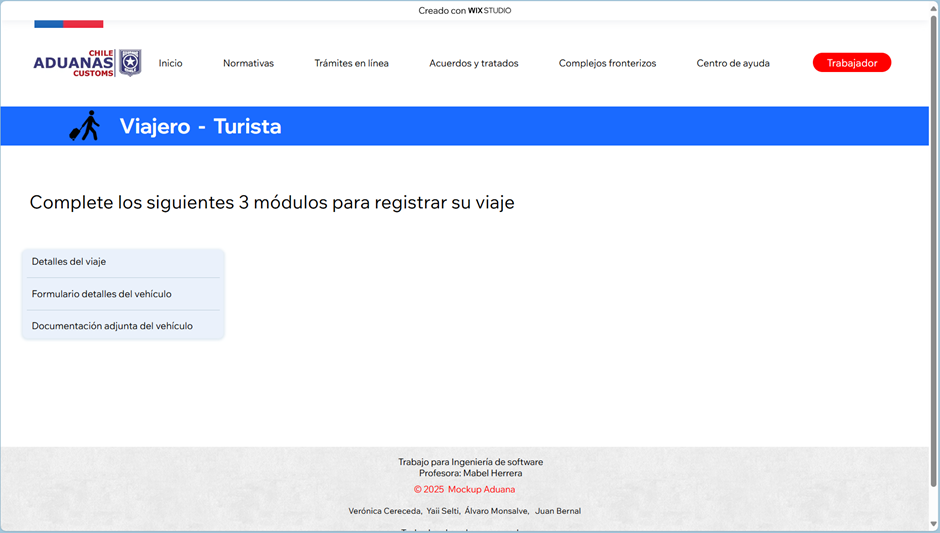 Creado con WIX STUDIO
CHILE
ADUANAS
CUSTOMS
Inicio
Normativas
Trámites en línea
Acuerdos y tratados
Complejos fronterizos
Centro de ayuda
Trabajador
Viajero - Turista
Complete los siguientes 3 módulos para registrar su viaje
Detalles del viaje
Formulario detalles del vehículo
Documentación adjunta del vehículo
Trabajo para Ingeniería de software
Profesora: Mabel Herrera
© 2025 Mockup Aduana
Verónica Cereceda, Yaii Selti, Álvaro Monsalve, Juan Bernal